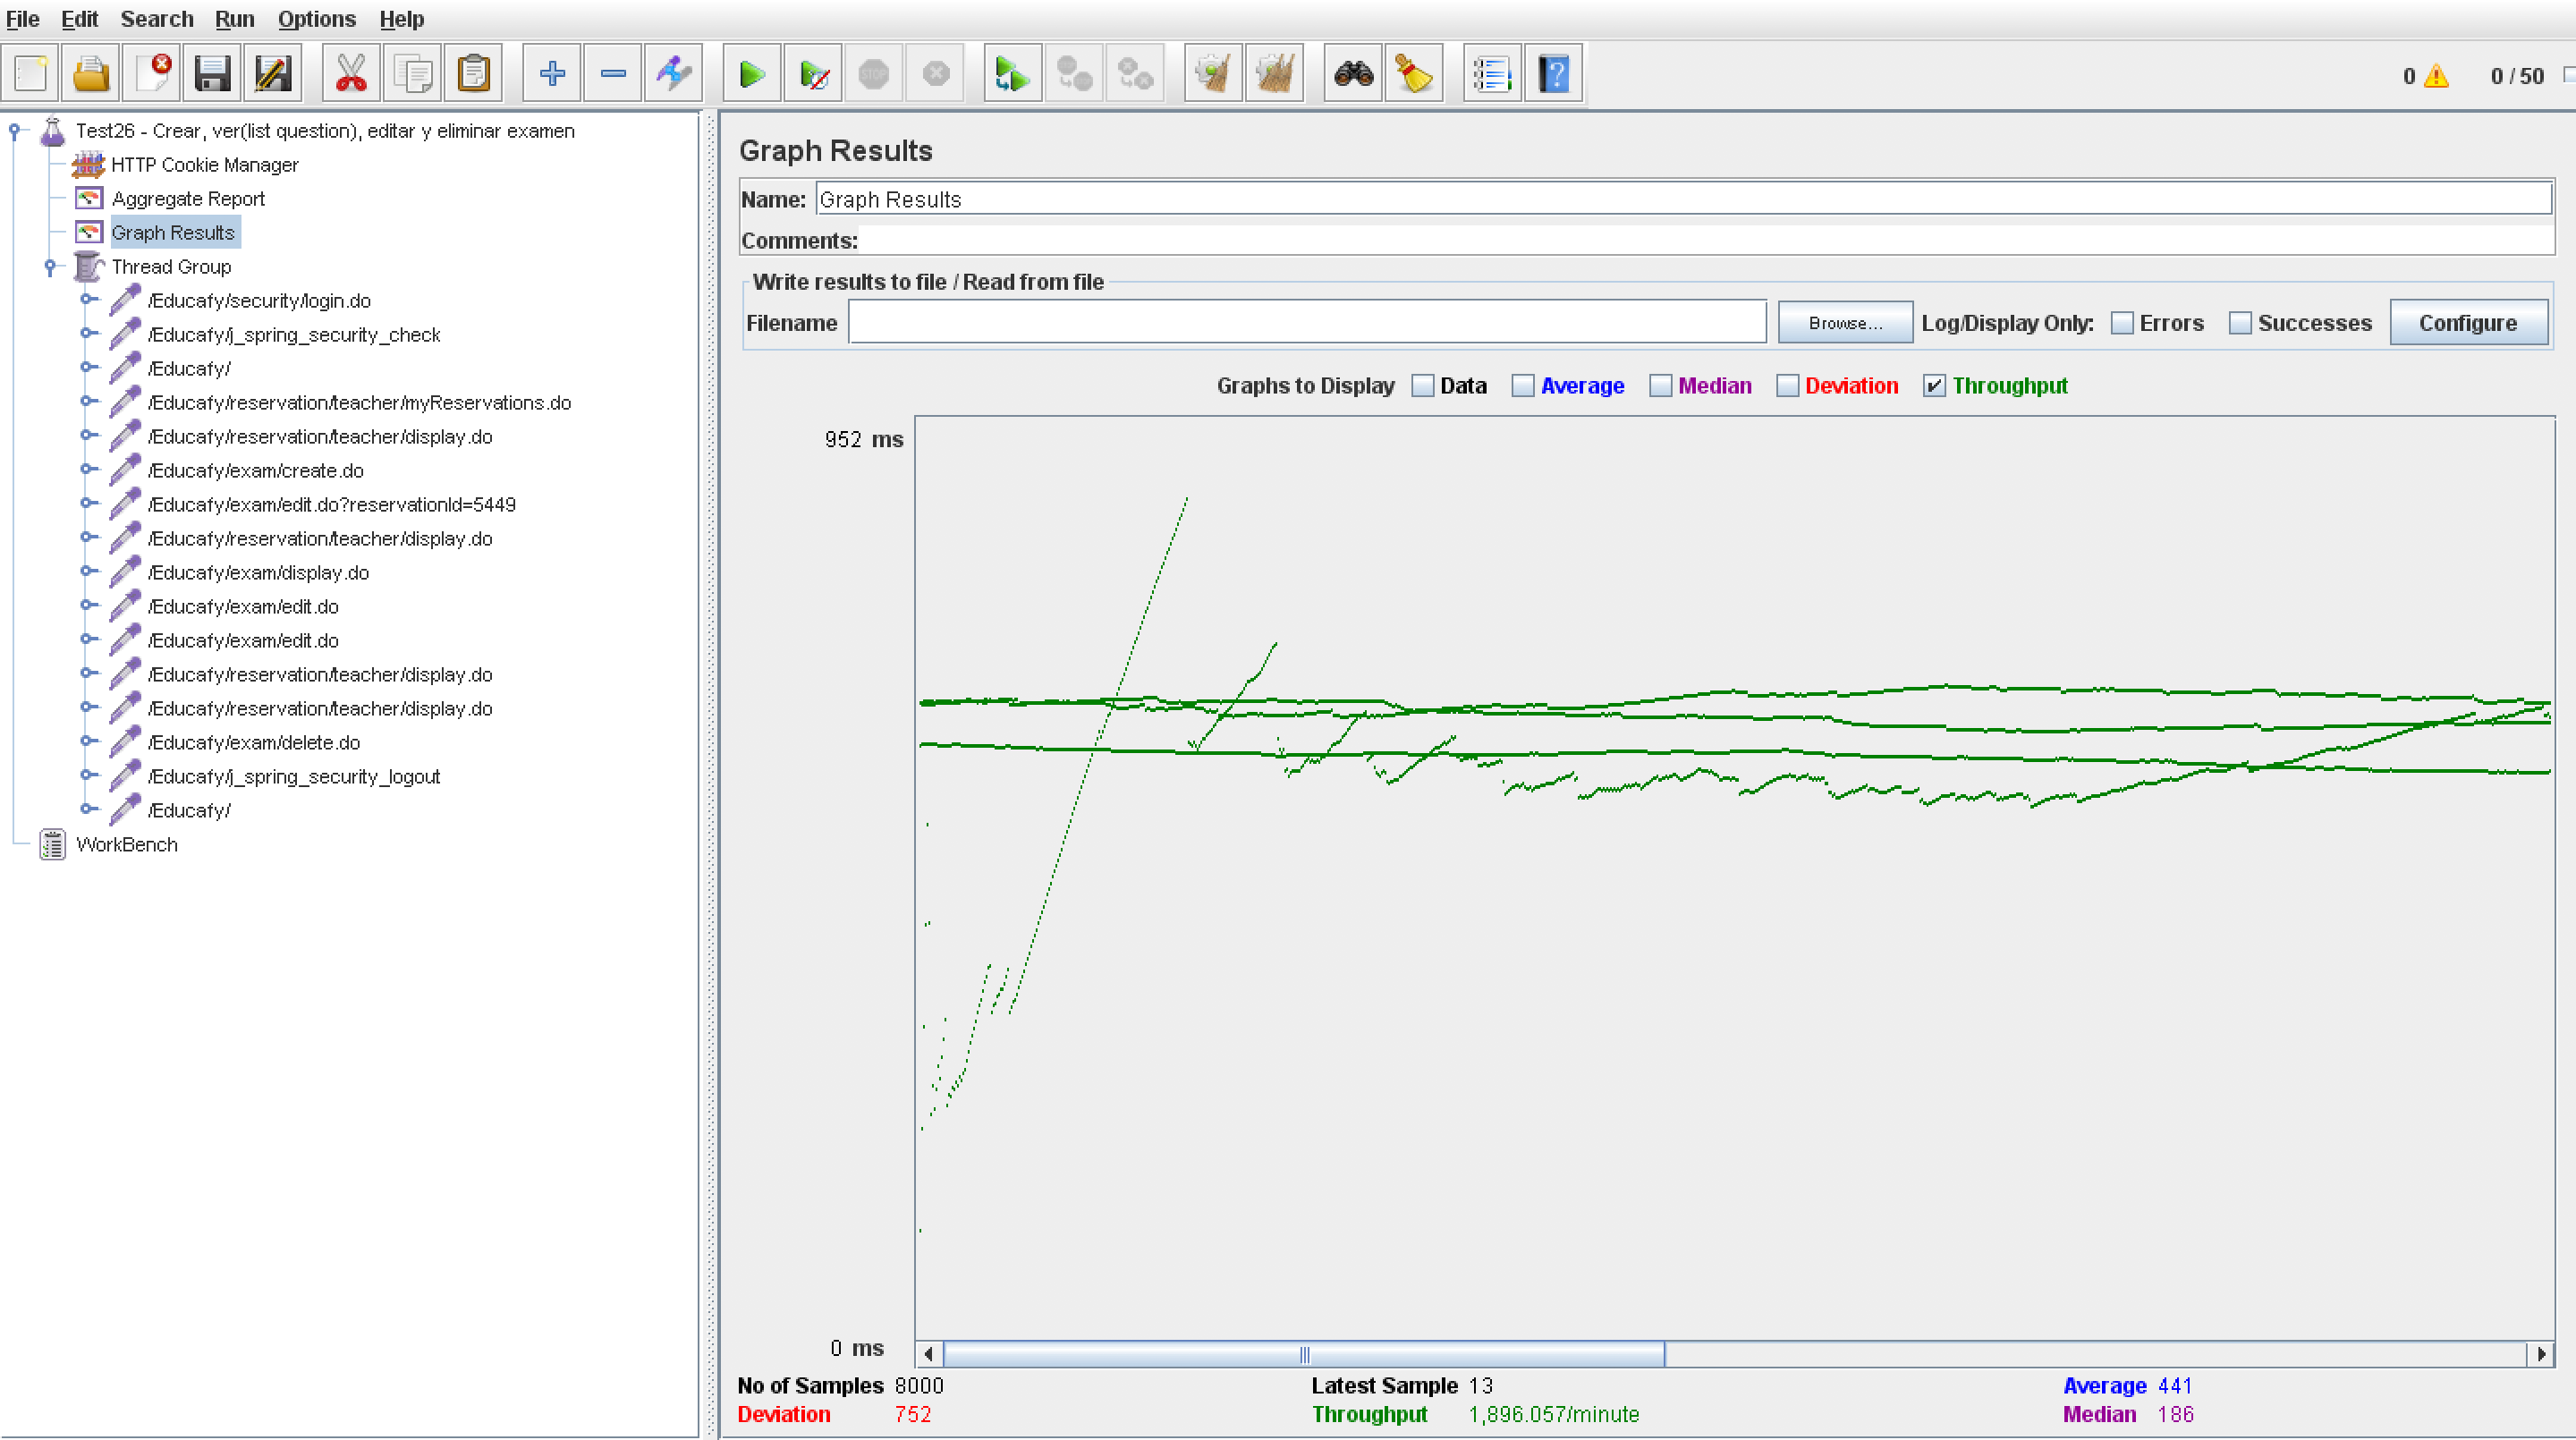 File Edit Search Run Options Help
STOP
0 0 / 50
Test26 - Crear, ver(list question), editar y eliminar examen
HTTP Cookie Manager
Aggregate Report
Graph Results
Thread Group
/Educafy/security/login.do
/Educafy/j_spring_security_check
/Educafy/
/Educafy/reservation/teacher/myReservations.do
/Educafy/reservation/teacher/display.do
/Educafy/exam/create.do
/Educafy/exam/edit.do?reservationId=5449
/Educafy/reservation/teacher/display.do
/Educafy/exam/display.do
/Educafy/exam/edit.do
/Educafy/exam/edit.do
/Educafy/reservation/teacher/display.do
/Educafy/reservation/teacher/display.do
/Educafy/exam/delete.do
/Educafy/j_spring_security_logout
/Educafy/
WorkBench
Graph Results
Name: Graph Results
Comments:
Write results to file / Read from file
Filename Browse... Log/Display Only: Errors Successes Configure
Graphs to Display Data Average Median Deviation Throughput
952 ms
0 ms
No of Samples 8000 Latest Sample 13 Average 441
Deviation 752 Throughput 1,896.057/minute Median 186